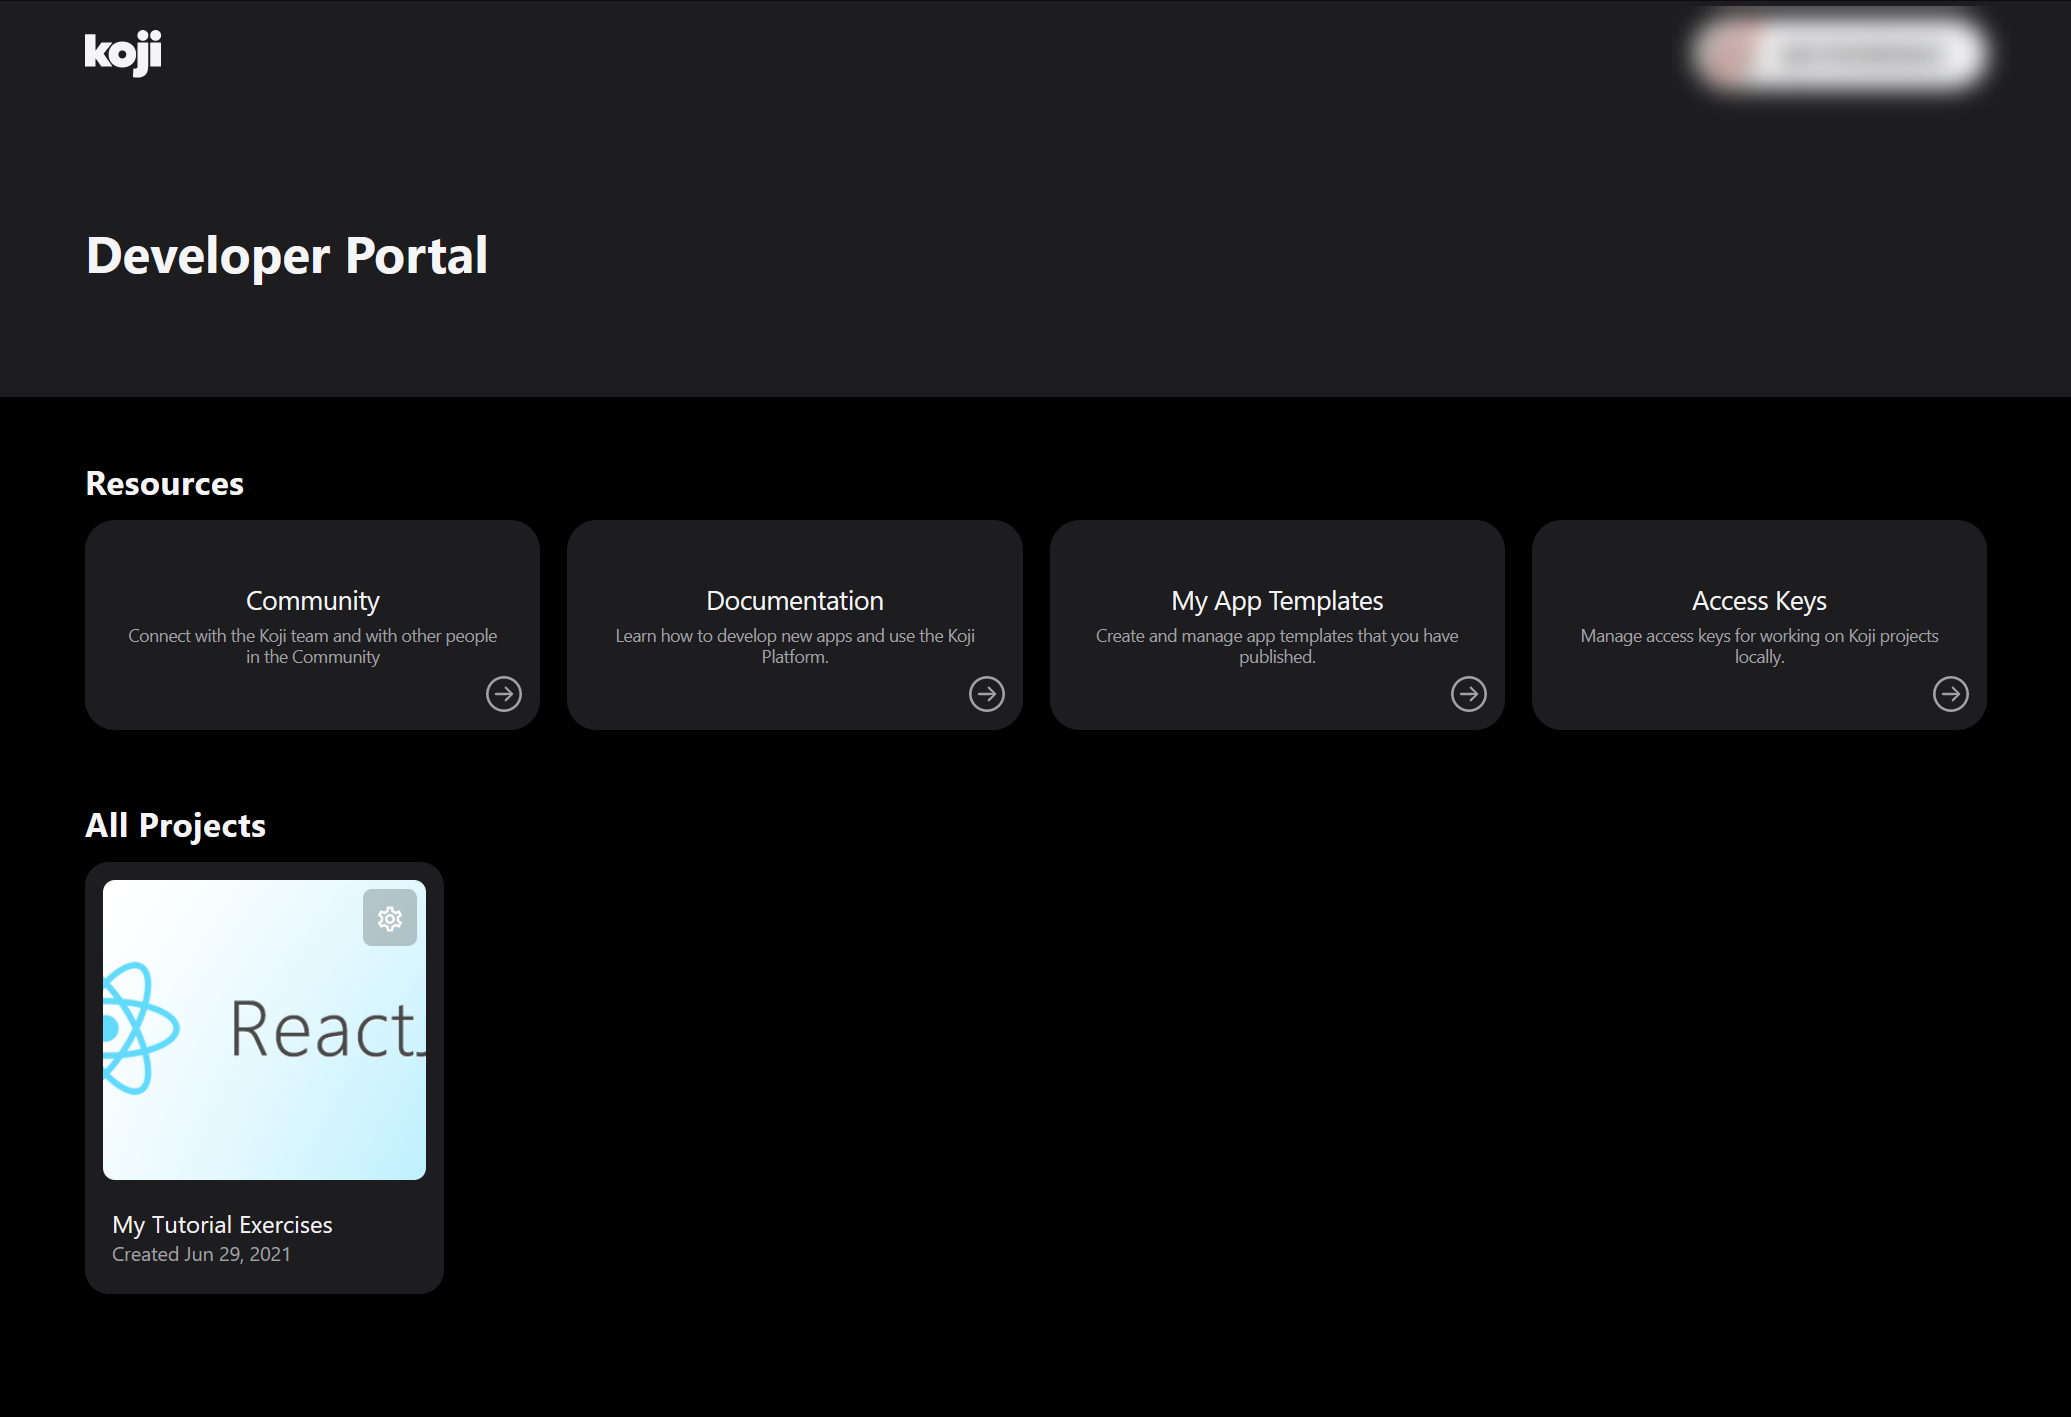 koji
Developer Portal
Resources
Community
Connect with the Koji team and with other people
in the Community
Documentation
Learn how to develop new apps and use the Koji
Platform.
My App Templates
Create and manage app templates that you have
published.
Access Keys
Manage access keys for working on Koji projects
locally.
All Projects
React
My Tutorial Exercises
Created Jun 29, 2021